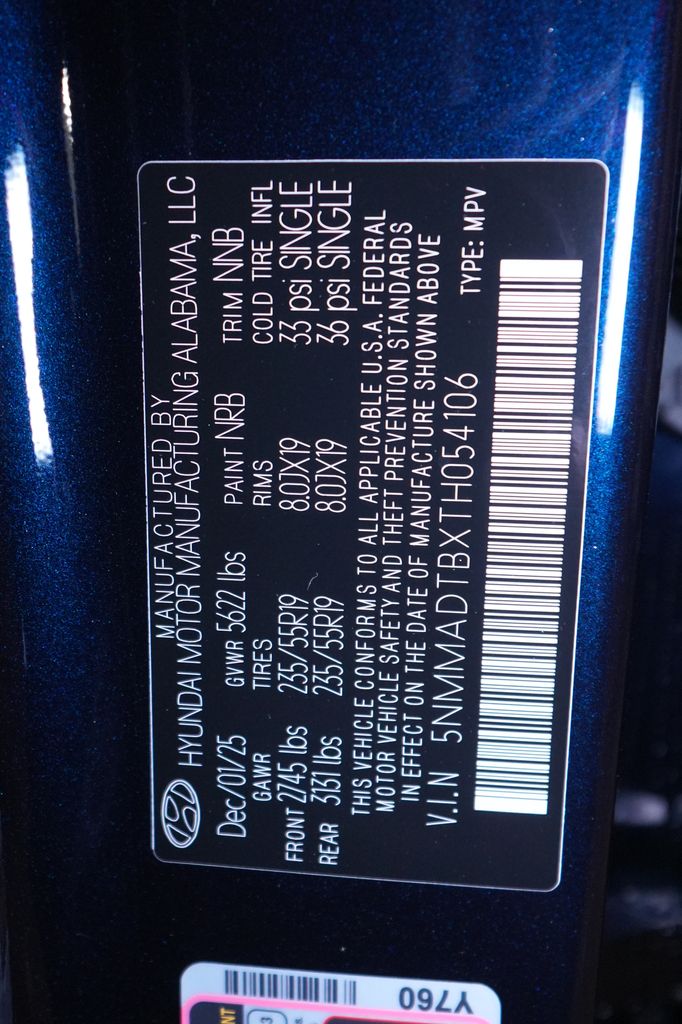 MANUFACTURED BY
HYUNDAI MOTOR MANUFACTURING ALABAMA, LLC
Dec/01/25 GVWR 5622 lbs PAINT NRB TRIM NNB
GAWR TIRES RIMS COLD TIRE INFL
FRONT 2745 lbs 235/55R19 8.0JX19 33 psi SINGLE
REAR 3131 lbs 235/55R19 8.0JX19 36 psi SINGLE
THIS VEHICLE CONFORMS TO ALL APPLICABLE U.S.A. FEDERAL
MOTOR VEHICLE SAFETY AND THEFT PREVENTION STANDARDS
IN EFFECT ON THE DATE OF MANUFACTURE SHOWN ABOVE
V.I.N 5NMMADTBXTH054106 TYPE: MPV
Y760